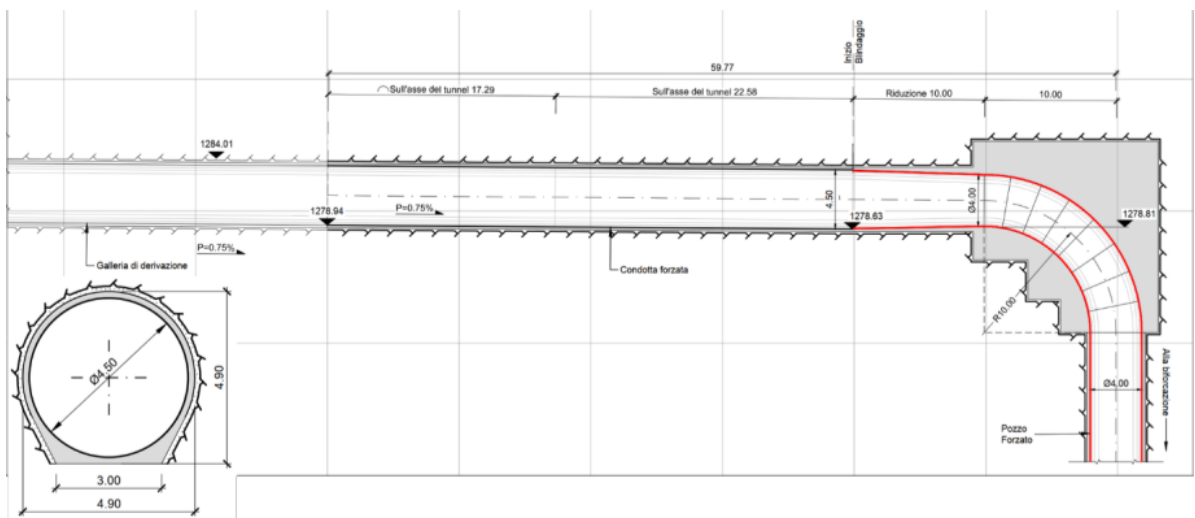 Inizio
Blindaggio
59.77
Sull'asse del tunnel 17.29
Sull'asse del tunnel 22.58
Riduzione 10.00
10.00
1284.01
4.50
Ø4.00
1278.94
P=0.75%
1278.63
1278.81
P=0.75%
Galleria di derivazione
Condotta forzata
R10.00
Ø4.50
4.90
Ø4.00
Alla biforcazione
Pozzo
Forzato
3.00
4.90